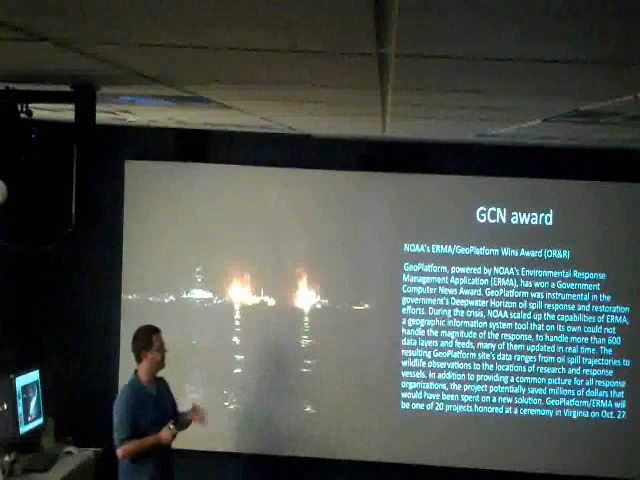 GCN award
NOAA's ERMA/GeoPlatform Wins Award (OR&R)
GeoPlatform, powered by NOAA's Environmental Response
Management Application (ERMA), has won a Government
Computer News Award. GeoPlatform was instrumental in the
government's Deepwater Horizon oil spill response and restoration
efforts. During the crisis, NOAA scaled up the capabilities of ERMA,
a geographic information system tool that on its own could not
handle the magnitude of the response, to handle more than 600
data layers and feeds, many of them updated in real time. The
resulting GeoPlatform site's data ranges from oil spill trajectories to
wildlife observations to the locations of research and response
vessels. In addition to providing a common picture for all response
organizations, the project potentially saved millions of dollars that
would have been spent on a new solution. GeoPlatform/ERMA will
be one of 20 projects honored at a ceremony in Virginia on Oct. 27